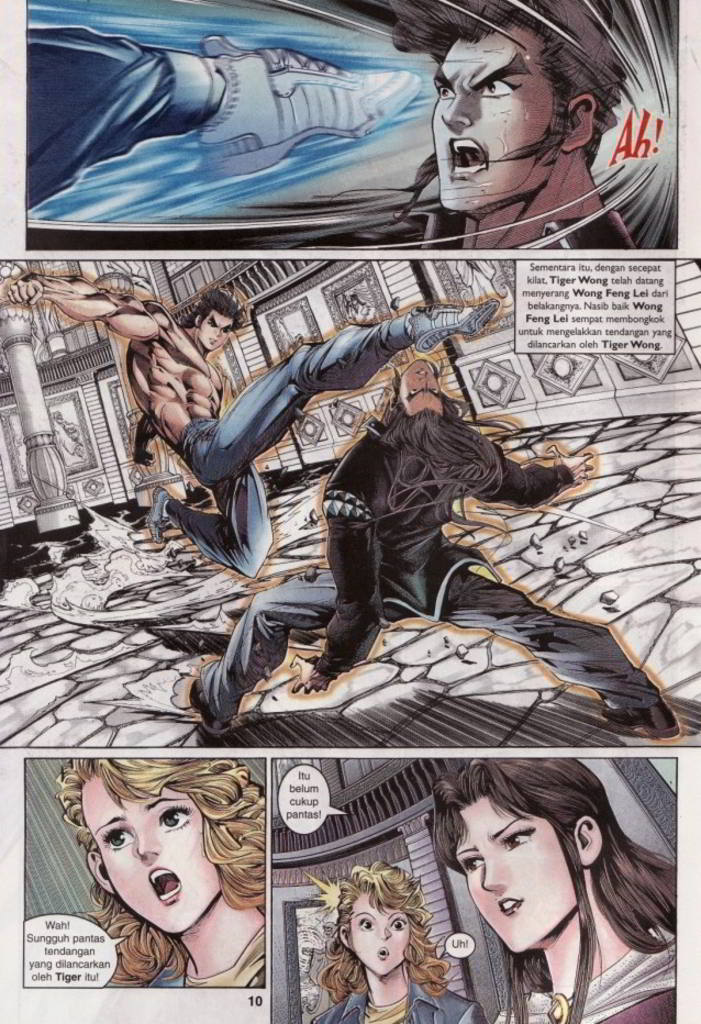 Ah!
Sementara itu, dengan secepat
kilat, Tiger Wong telah datang
menyerang Wong Feng Lei dari
belakangnya. Nasib baik Wong
Feng Lei sempat membongkok
untuk mengelakkan tendangan yang
dilancarkan oleh Tiger Wong.
Wah!
Sungguh pantas
tendangan
yang dilancarkan
oleh Tiger itu!
Itu
belum
cukup
pantas!
Uh!
10